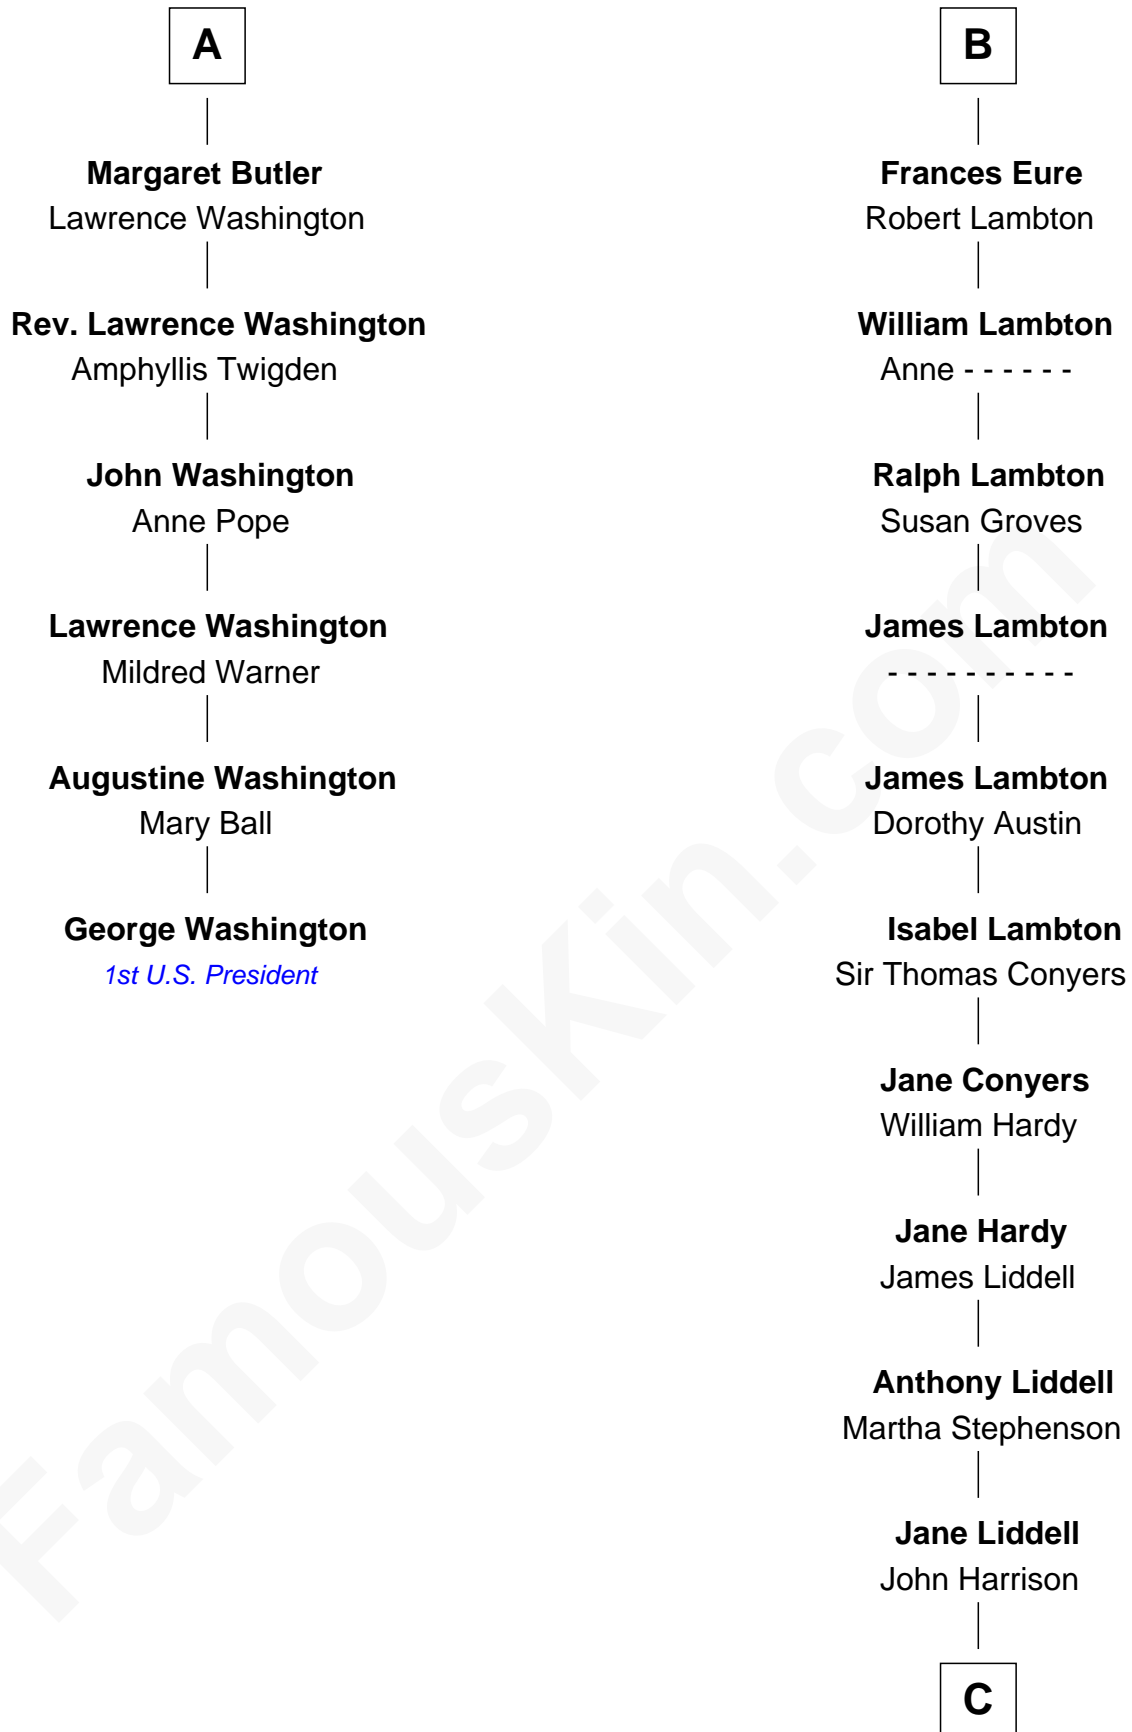 A
Margaret Butler
Lawrence Washington
Rev. Lawrence Washington
Amphyllis Twigden
John Washington
Anne Pope
Lawrence Washington
Mildred Warner
Augustine Washington
Mary Ball
George Washington
1st U.S. President
B
Frances Eure
Robert Lambton
William Lambton
Anne - - - - - -
Ralph Lambton
Susan Groves
James Lambton
- - - - - - - - - -
James Lambton
Dorothy Austin
Isabel Lambton
Sir Thomas Conyers
Jane Conyers
William Hardy
Jane Hardy
James Liddell
Anthony Liddell
Martha Stephenson
Jane Liddell
John Harrison
C
FamousKin.com